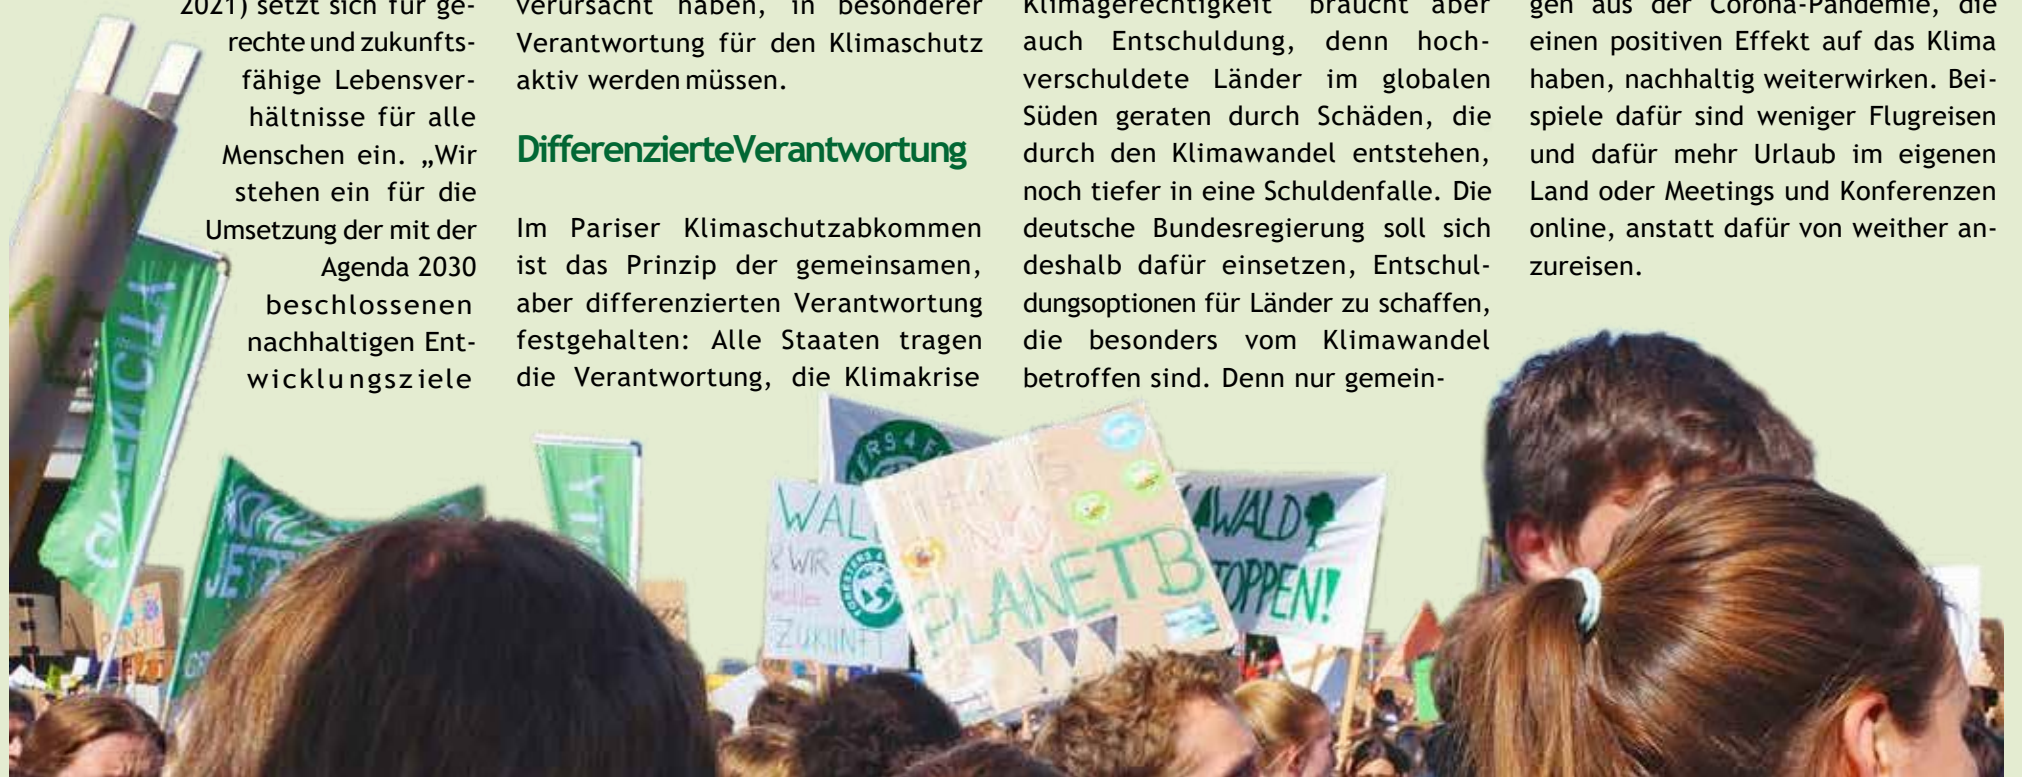 2021) setzt sich für ge-
rechte und zukunfts-
fähige Lebensver-
hältnisse für alle
Menschen ein. „Wir
stehen ein für die
Umsetzung der mit der
Agenda 2030
beschlossenen
nachhaltigen Ent-
wicklungsziele
verursacht haben, in besonderer
Verantwortung für den Klimaschutz
aktiv werden müssen.
DifferenzierteVerantwortung
Im Pariser Klimaschutzabkommen
ist das Prinzip der gemeinsamen,
aber differenzierten Verantwortung
festgehalten: Alle Staaten tragen
die Verantwortung, die Klimakrise
Klimagerechtigkeit braucht aber
auch Entschuldung, denn hoch-
verschuldete Länder im globalen
Süden geraten durch Schäden, die
durch den Klimawandel entstehen,
noch tiefer in eine Schuldenfalle. Die
deutsche Bundesregierung soll sich
deshalb dafür einsetzen, Entschul-
dungsoptionen für Länder zu schaffen,
die besonders vom Klimawandel
betroffen sind. Denn nur gemein-
gen aus der Corona-Pandemie, die
einen positiven Effekt auf das Klima
haben, nachhaltig weiterwirken. Bei-
spiele dafür sind weniger Flugreisen
und dafür mehr Urlaub im eigenen
Land oder Meetings und Konferenzen
online, anstatt dafür von weither an-
zureisen.
JETZT
WAL
& WIR
ZUKUNFT
NO
PLANET B
WALD
TOPPEN!